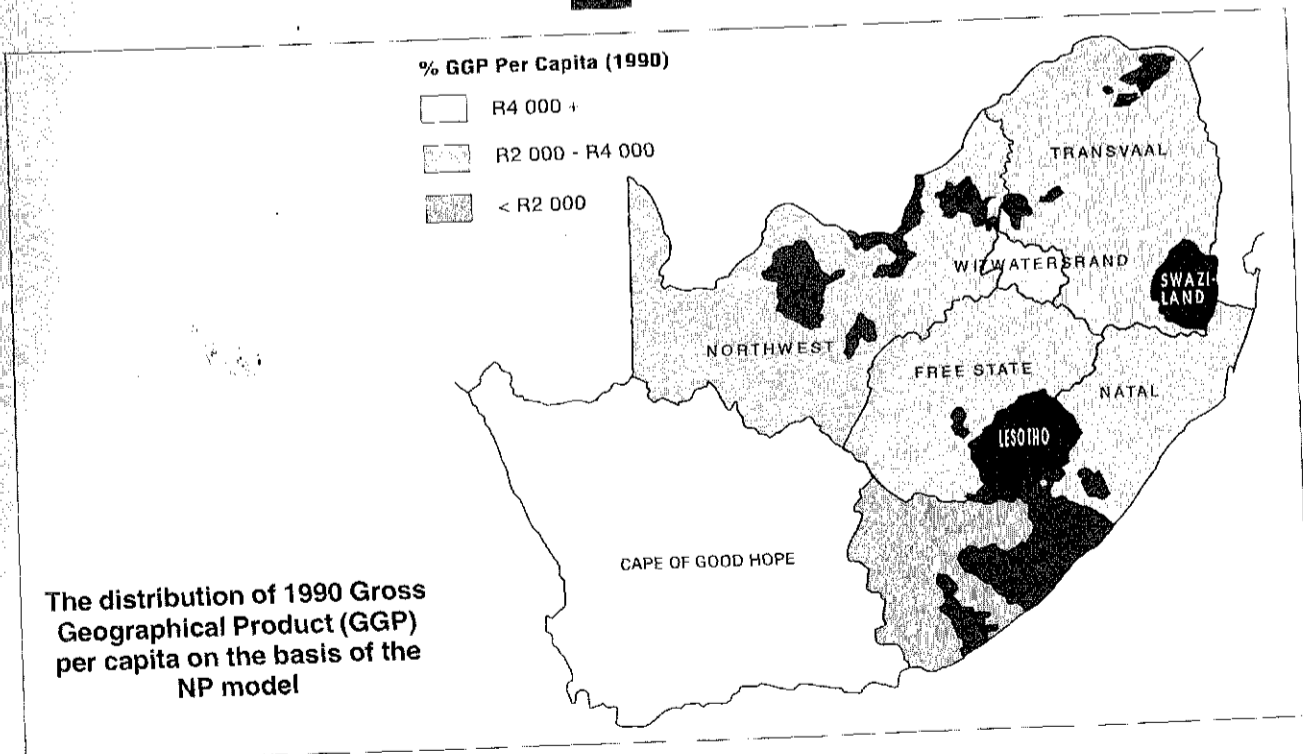 % GGP Per Capita (1990)
R4 000 +
R2 000 - R4 000
< R2 000
TRANSVAAL
WITWATERSRAND
SWAZI-
LAND
NORTHWEST
FREE STATE
NATAL
LESOTHO
CAPE OF GOOD HOPE
The distribution of 1990 Gross
Geographical Product (GGP)
per capita on the basis of the
NP model